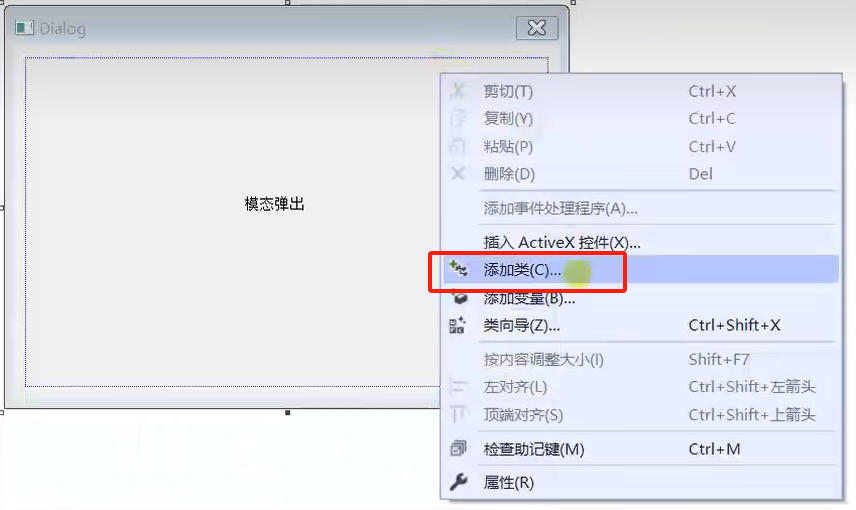 Dialog
模态弹出
剪切(T) Ctrl+X
复制(Y) Ctrl+C
粘贴(P) Ctrl+V
删除(D) Del
添加事件处理程序(A)...
插入 ActiveX 控件(X)...
添加类(C)...
添加变量(B)...
类向导(Z)... Ctrl+Shift+X
按内容调整大小(I) Shift+F7
左对齐(L) Ctrl+Shift+左箭头
顶端对齐(S) Ctrl+Shift+上箭头
检查助记键(M) Ctrl+M
属性(R)